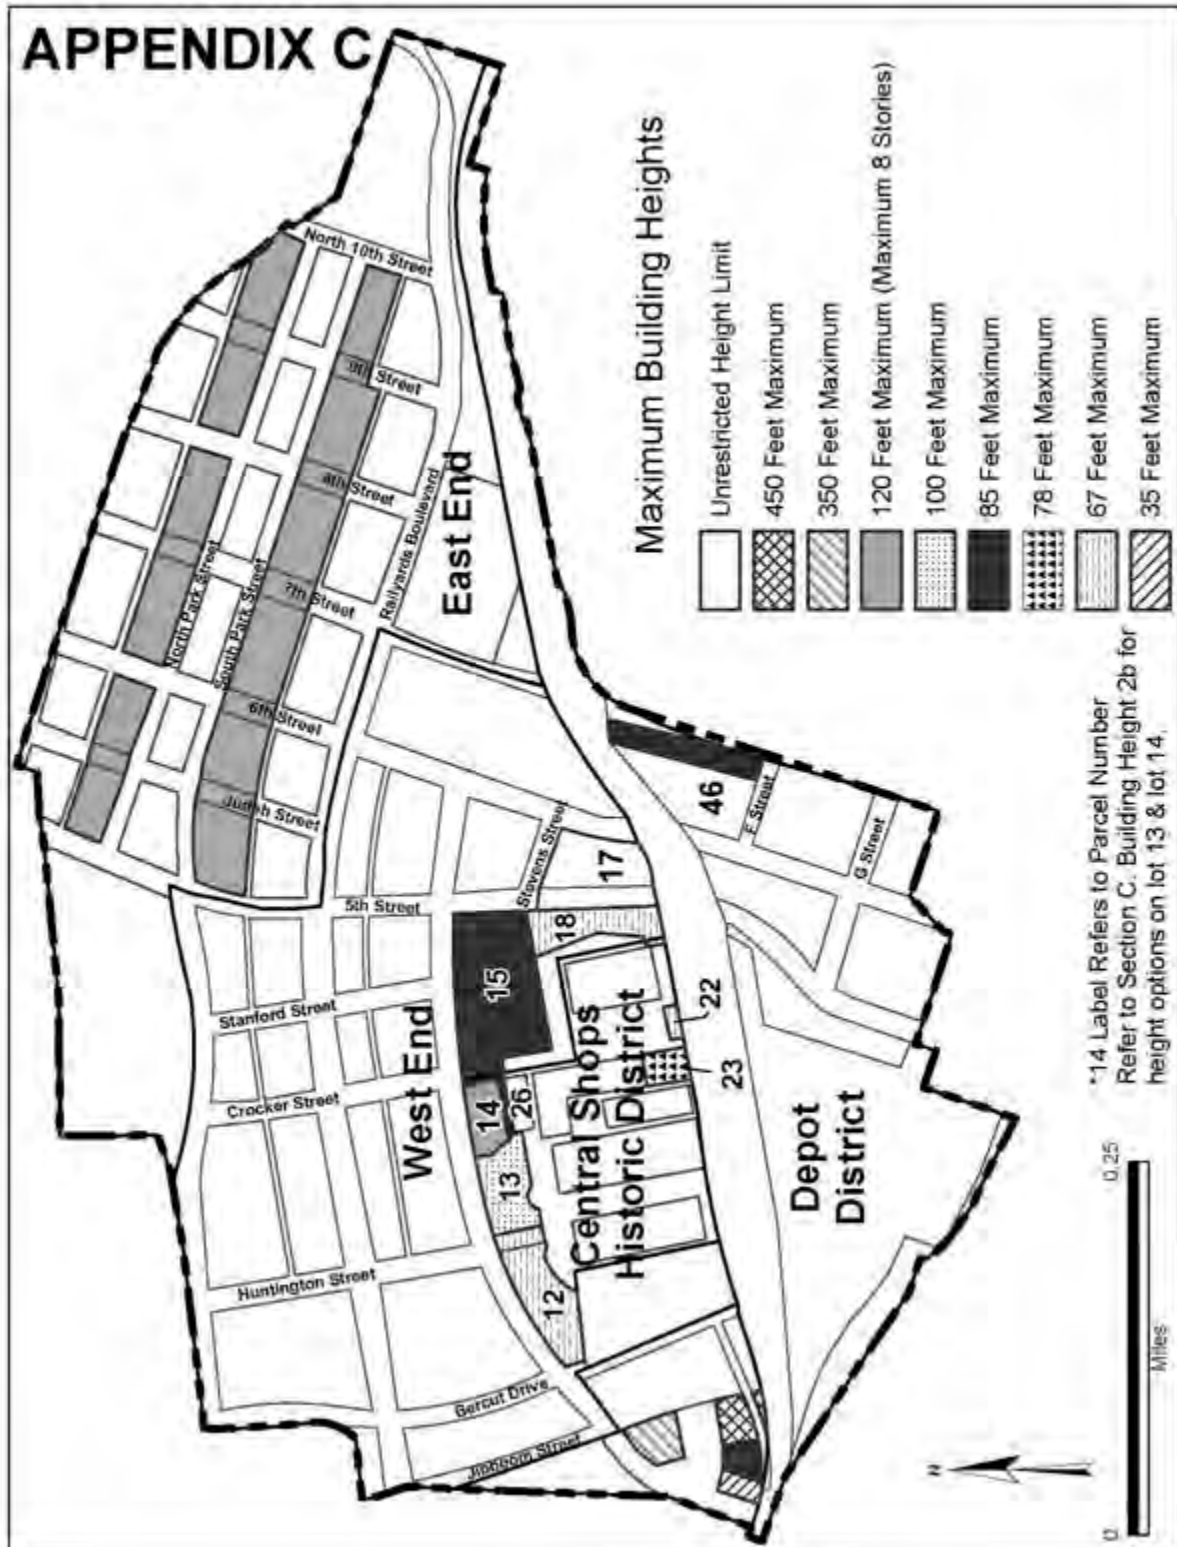 APPENDIX C
North 10th Street
9th Street
8th Street
7th Street
6th Street
Judah Street
North Park Street
South Park Street
Railyards Boulevard
East End
5th Street
Stevens Street
Stanford Street
Crocker Street
Huntington Street
Bercut Drive
Jibboom Street
West End
Central Shops
Historic District
Depot
District
F Street
G Street
12
13
14
15
17
18
22
23
26
46
Maximum Building Heights
Unrestricted Height Limit
450 Feet Maximum
350 Feet Maximum
120 Feet Maximum (Maximum 8 Stories)
100 Feet Maximum
85 Feet Maximum
78 Feet Maximum
67 Feet Maximum
35 Feet Maximum
*14 Label Refers to Parcel Number
Refer to Section C. Building Height 2b for
height options on lot 13 & lot 14.
N
0
0.25
Miles